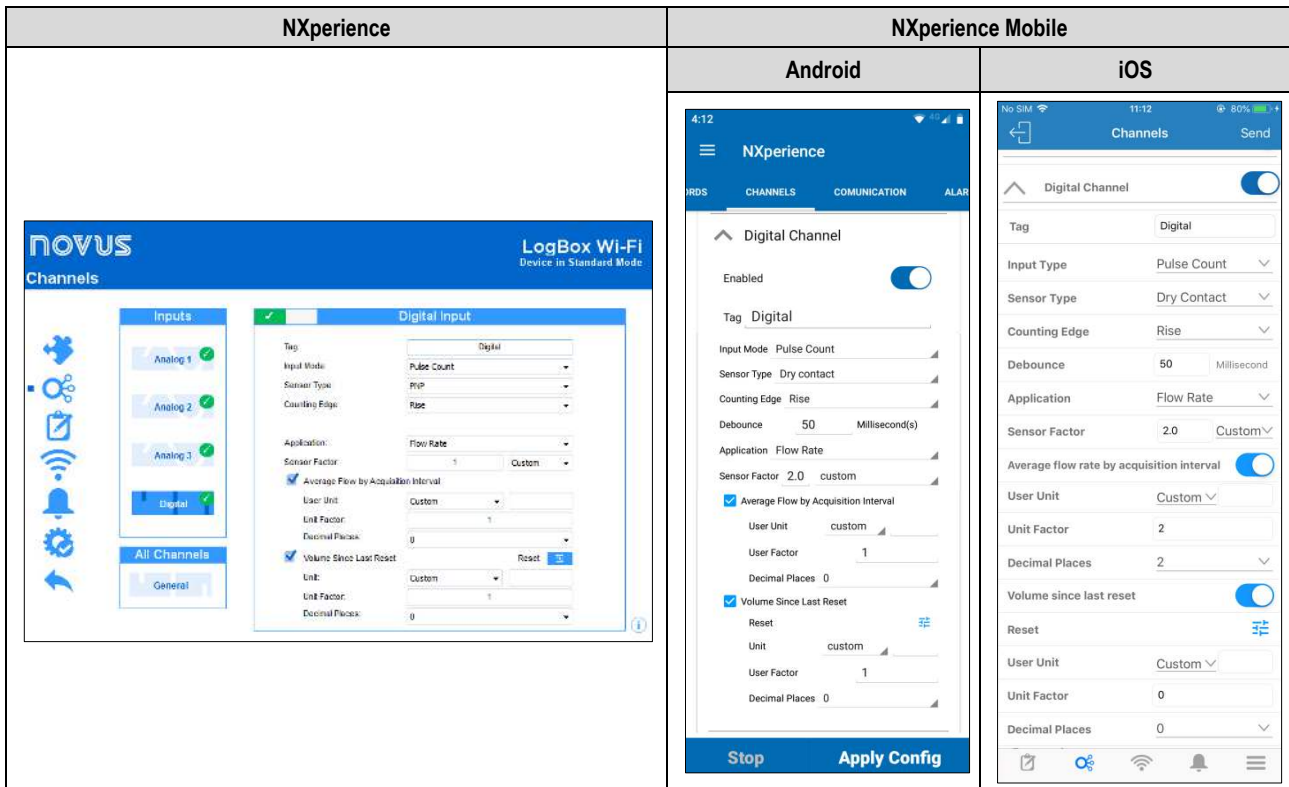 NXperience
NXperience Mobile
Android
iOS
novus
LogBox Wi-Fi
Device in Standard Mode
Channels
Inputs
Analog 1
Analog 2
Analog 3
Digital
All Channels
General
Digital Input
Tag:
Digital
Input Mode
Pulse Count
Sensor Type
PNP
Counting Edge
Rise
Application:
Flow Rate
Sensor Factor
1
Custom
Average Flow by Acquisition Interval
User Unit
Custom
Unit Factor:
1
Decimal Places:
0
Volume Since Last Reset
Reset
Unit:
Custom
Unit Factor:
1
Decimal Places:
0
4:12
4G
NXperience
ORDS CHANNELS COMUNICATION ALAR
Digital Channel
Enabled
Tag Digital
Input Mode Pulse Count
Sensor Type Dry contact
Counting Edge Rise
Debounce 50 Millisecond(s)
Application Flow Rate
Sensor Factor 2.0 custom
Average Flow by Acquisition Interval
User Unit custom
User Factor 1
Decimal Places 0
Volume Since Last Reset
Reset
Unit custom
User Factor 1
Decimal Places 0
Stop Apply Config
No SIM 11:12 80%
Channels Send
Digital Channel
Tag Digital
Input Type Pulse Count
Sensor Type Dry Contact
Counting Edge Rise
Debounce 50 Millisecond
Application Flow Rate
Sensor Factor 2.0 Custom
Average flow rate by acquisition interval
User Unit Custom
Unit Factor 2
Decimal Places 2
Volume since last reset
Reset
User Unit Custom
Unit Factor 0
Decimal Places 0